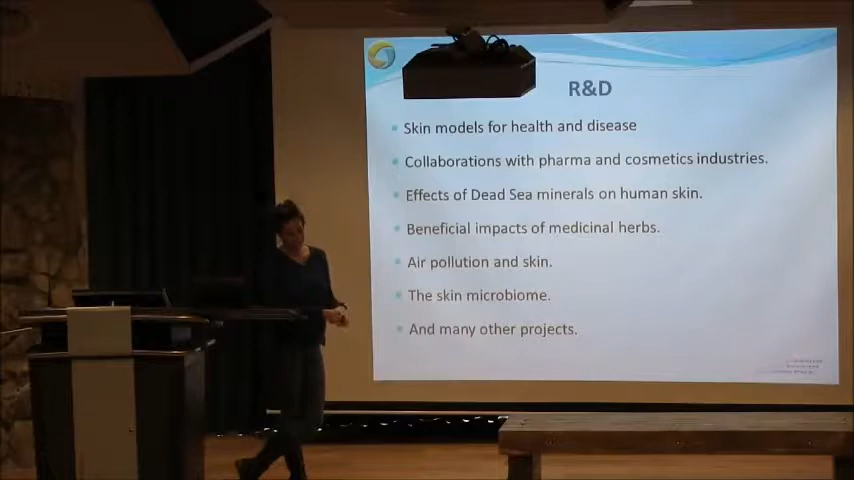 R&D
Skin models for health and disease
Collaborations with pharma and cosmetics industries.
Effects of Dead Sea minerals on human skin.
Beneficial impacts of medicinal herbs.
Air pollution and skin.
The skin microbiome.
And many other projects.